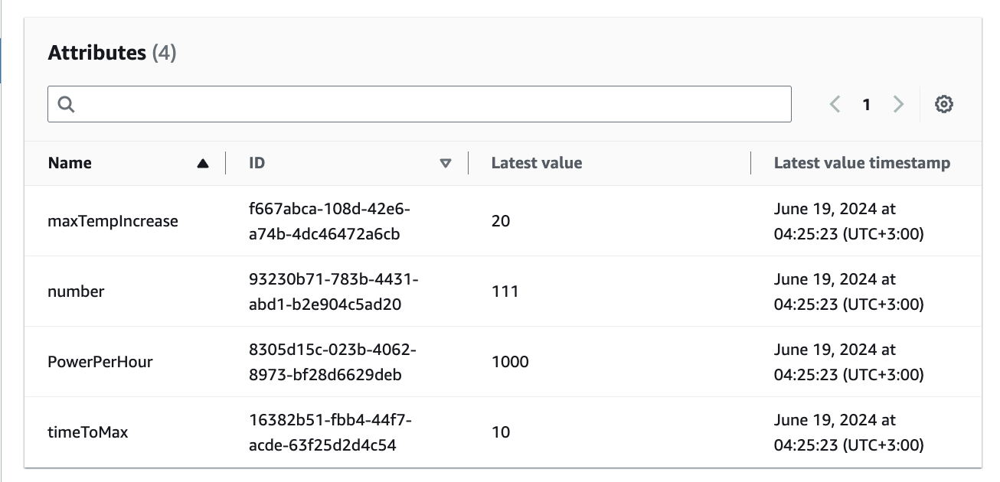 Attributes (4)
1
Name ID Latest value Latest value timestamp
f667abca-108d-42e6- June 19, 2024 at
maxTempIncrease 20
a74b-4dc46472a6cb 04:25:23 (UTC+3:00)
93230b71-783b-4431- June 19, 2024 at
number 111
abd1-b2e904c5ad20 04:25:23 (UTC+3:00)
8305d15c-023b-4062- June 19, 2024 at
PowerPerHour 1000
8973-bf28d6629deb 04:25:23 (UTC+3:00)
16382b51-fbb4-44f7- June 19, 2024 at
timeToMax 10
acde-63f25d2d4c54 04:25:23 (UTC+3:00)